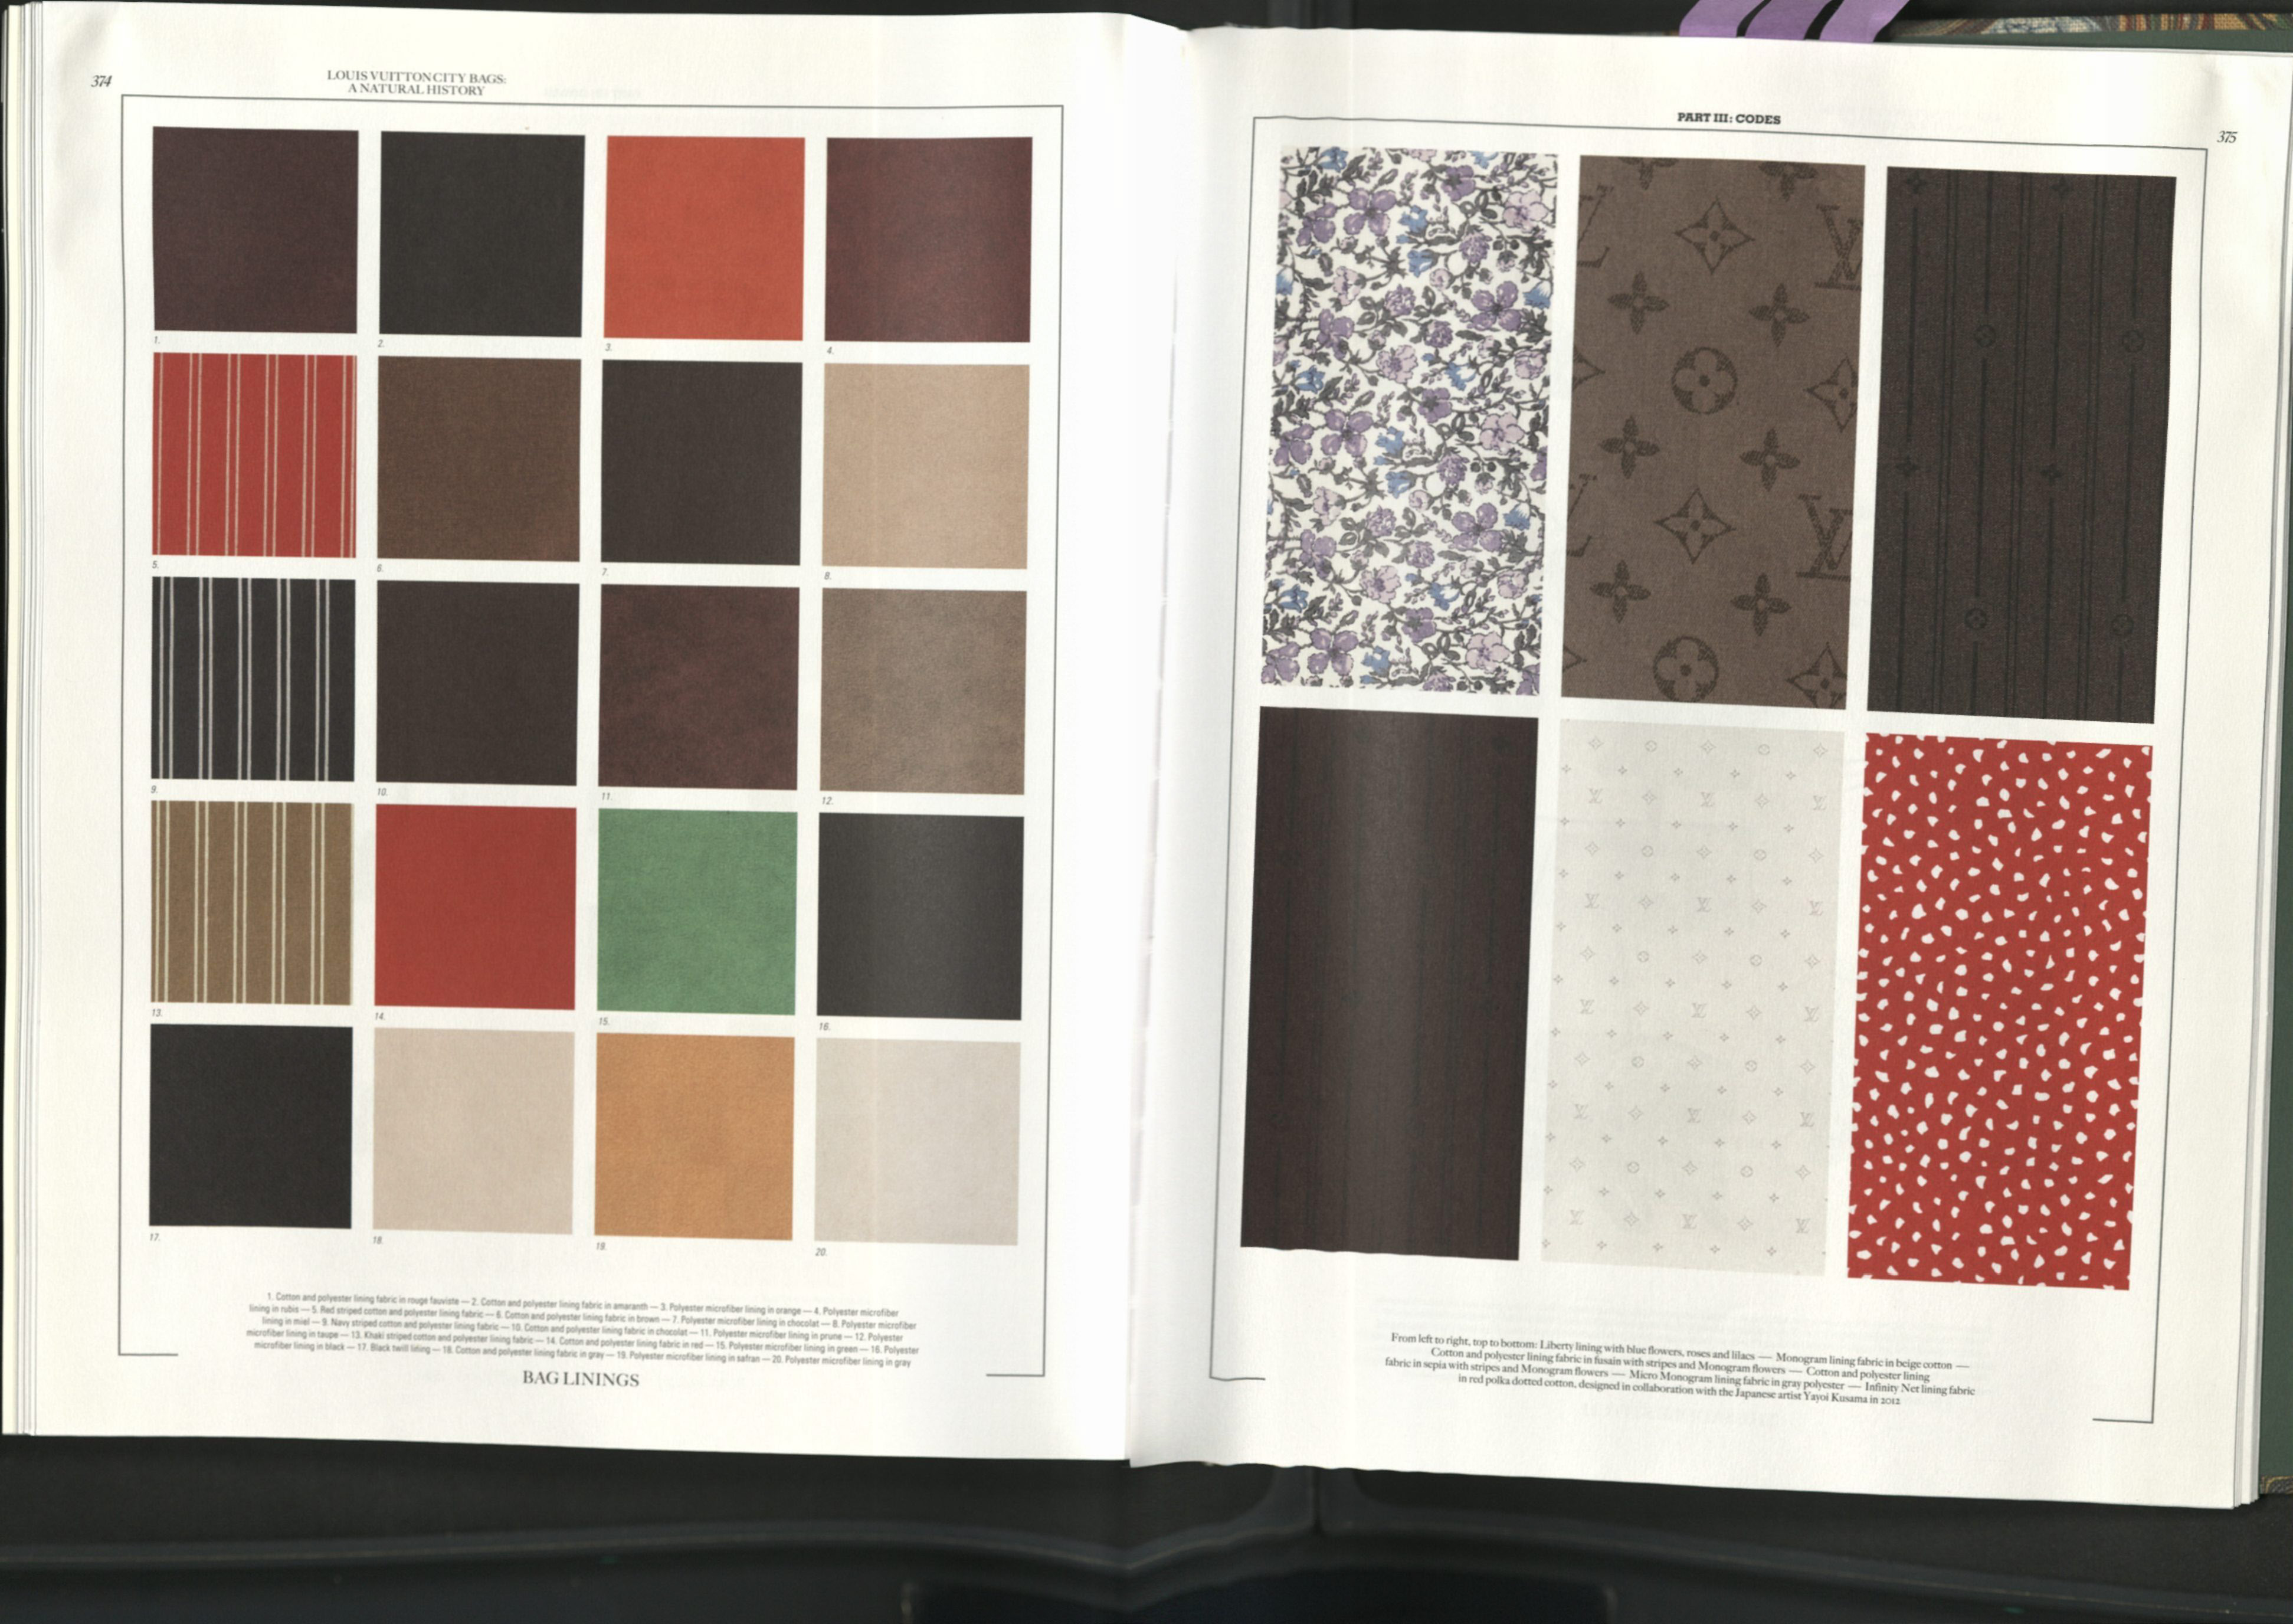 374
LOUIS VUITTON CITY BAGS:
A NATURAL HISTORY
1.
2.
3.
4.
5.
6.
7.
8.
9.
10.
11.
12.
13.
14.
15.
16.
17.
18.
19.
20.
1. Cotton and polyester lining fabric in rouge fauviste — 2. Cotton and polyester lining fabric in amaranth — 3. Polyester microfiber lining in orange — 4. Polyester microfiber
lining in rubis — 5. Red striped cotton and polyester lining fabric — 6. Cotton and polyester lining fabric in brown — 7. Polyester microfiber lining in chocolat — 8. Polyester microfiber
lining in miel — 9. Navy striped cotton and polyester lining fabric — 10. Cotton and polyester lining fabric in chocolat — 11. Polyester microfiber lining in prune — 12. Polyester
microfiber lining in taupe — 13. Khaki striped cotton and polyester lining fabric — 14. Cotton and polyester lining fabric in red — 15. Polyester microfiber lining in green — 16. Polyester
microfiber lining in black — 17. Black twill lining — 18. Cotton and polyester lining fabric in gray — 19. Polyester microfiber lining in safran — 20. Polyester microfiber lining in gray
BAG LININGS
PART III: CODES
375
From left to right, top to bottom: Liberty lining with blue flowers, roses and lilacs — Monogram lining fabric in beige cotton —
Cotton and polyester lining fabric in fusain with stripes and Monogram flowers — Cotton and polyester lining
fabric in sepia with stripes and Monogram flowers — Micro Monogram lining fabric in gray polyester — Infinity Net lining fabric
in red polka dotted cotton, designed in collaboration with the Japanese artist Yayoi Kusama in 2012